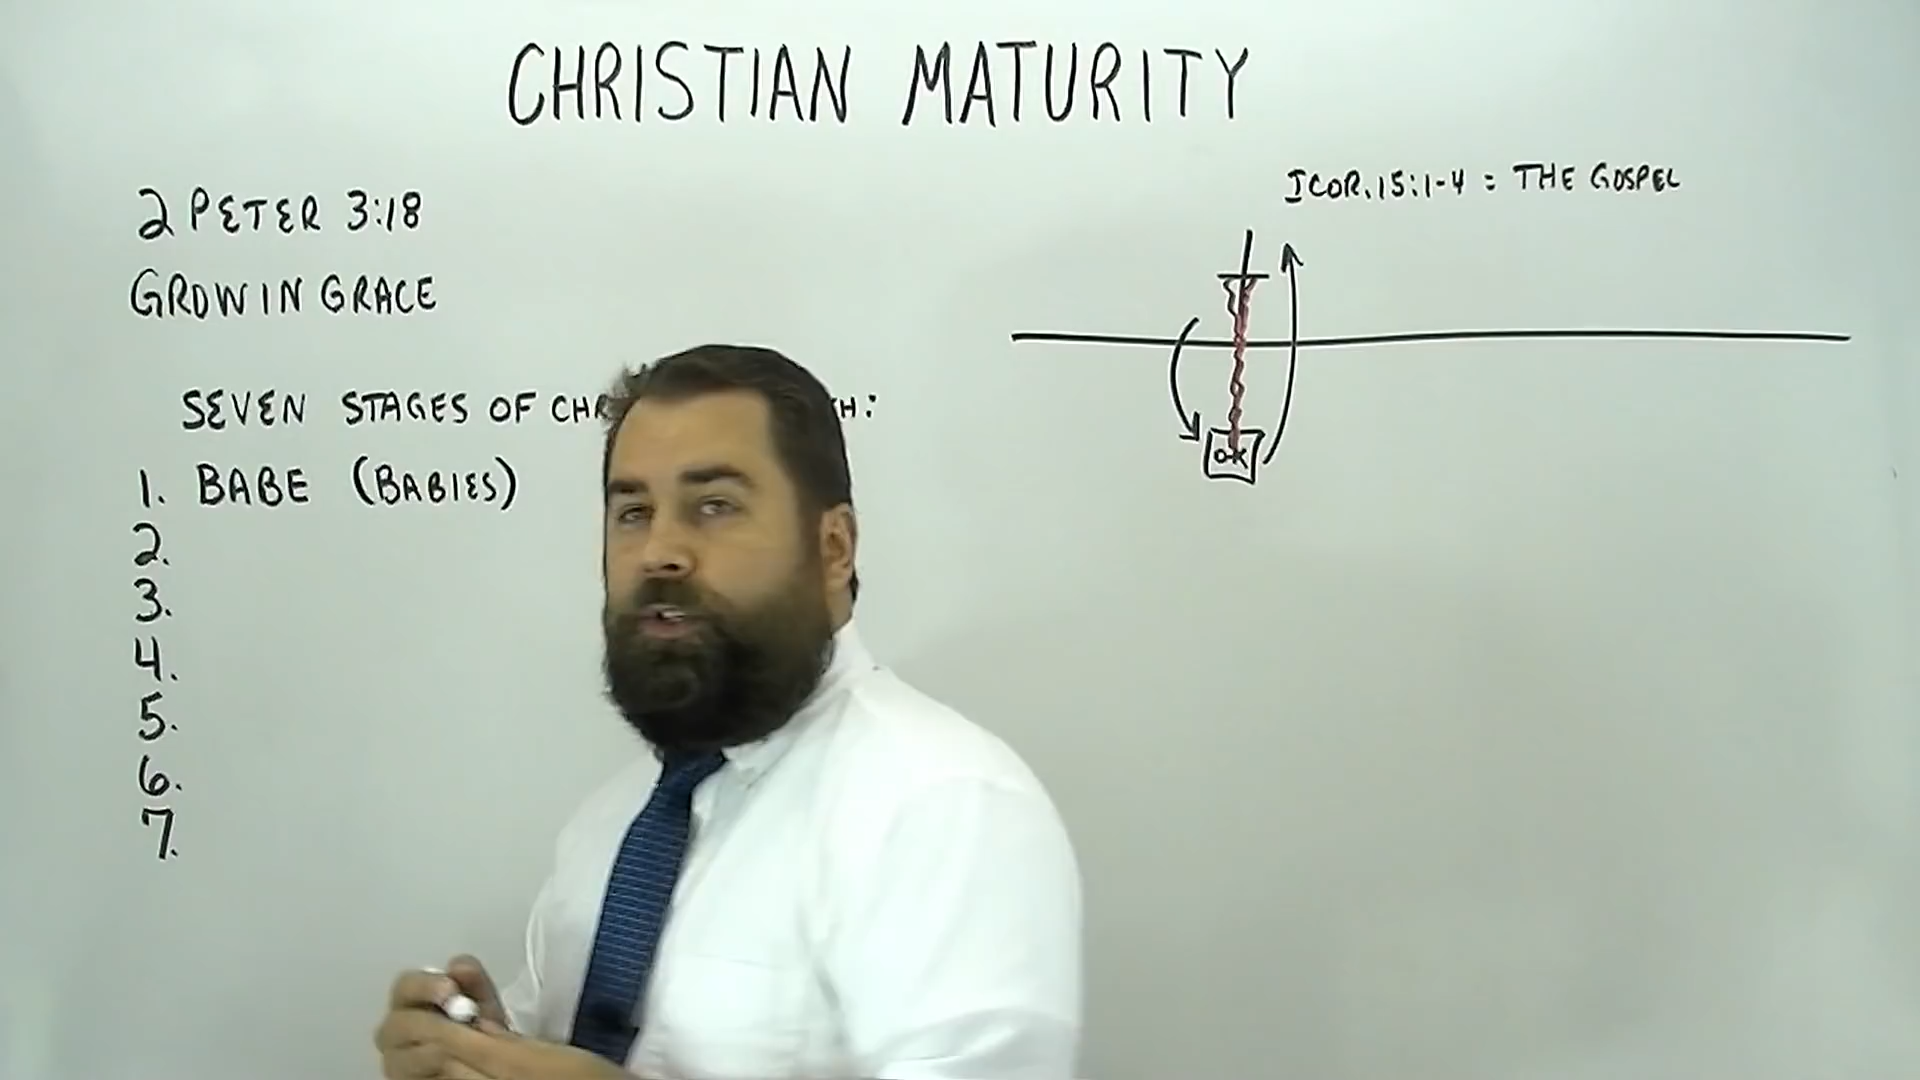 CHRISTIAN MATURITY
2 PETER 3:18
GROW IN GRACE
SEVEN STAGES OF CHR H:
1. BABE (BABIES)
2.
3.
4.
5.
6.
7.
I COR. 15:1-4 = THE GOSPEL